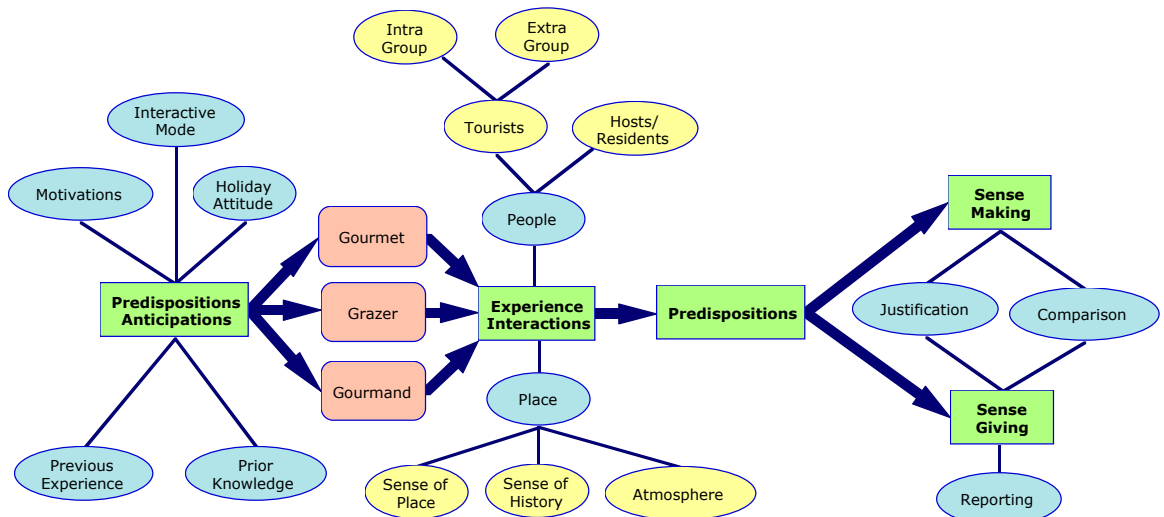 Intra
Group
Extra
Group
Interactive
Mode
Tourists
Hosts/
Residents
Motivations
Holiday
Attitude
People
Sense
Making
Gourmet
Predispositions
Anticipations
Grazer
Experience
Interactions
Predispositions
Justification
Comparison
Gourmand
Place
Sense
Giving
Previous
Experience
Prior
Knowledge
Sense of
Place
Sense of
History
Atmosphere
Reporting